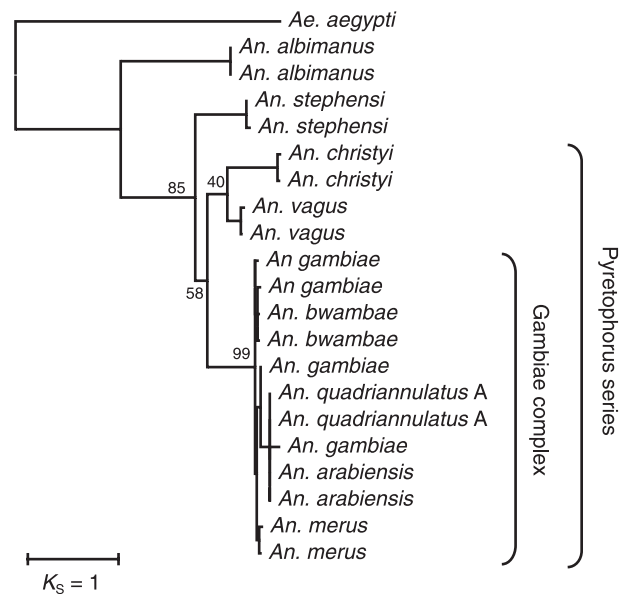 Ae. aegypti
An. albimanus
An. albimanus
An. stephensi
An. stephensi
An. christyi
An. christyi
85
40
An. vagus
An. vagus
An gambiae
An gambiae
58
An. bwambae
An. bwambae
99
An. gambiae
An. quadriannulatus A
An. quadriannulatus A
An. gambiae
An. arabiensis
An. arabiensis
An. merus
An. merus
Gambiae complex
Pyretophorus series
KS = 1